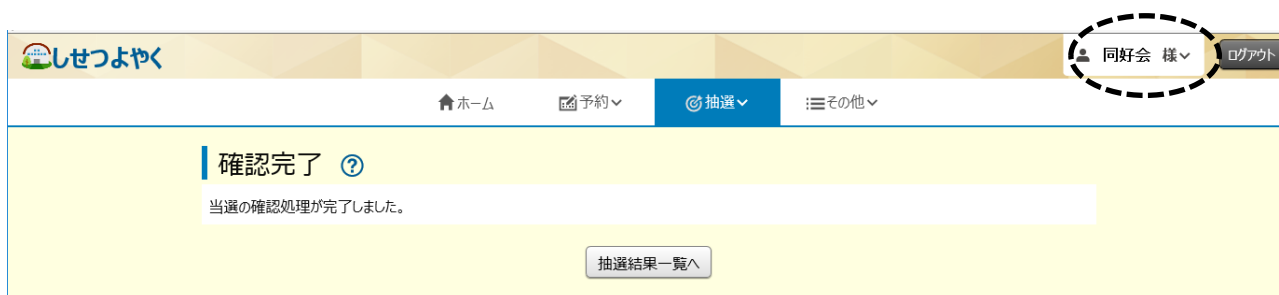 しせつよやく
同好会 様
ログアウト
ホーム 予約 抽選 その他
確認完了 ?
当選の確認処理が完了しました。
抽選結果一覧へ